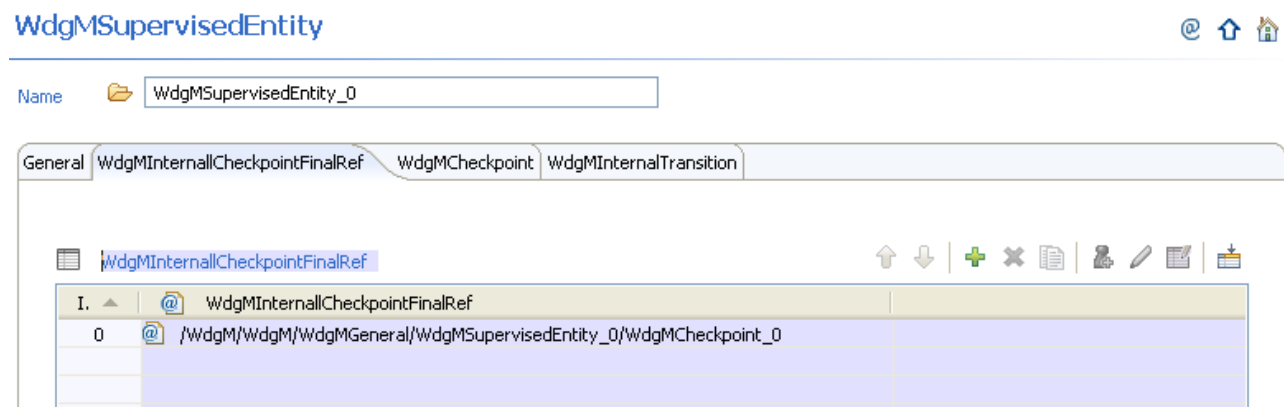 WdgMSupervisedEntity
Name WdgMSupervisedEntity_0
General WdgMInternallCheckpointFinalRef WdgMCheckpoint WdgMInternalTransition
WdgMInternallCheckpointFinalRef
I. WdgMInternallCheckpointFinalRef
0 /WdgM/WdgM/WdgMGeneral/WdgMSupervisedEntity_0/WdgMCheckpoint_0